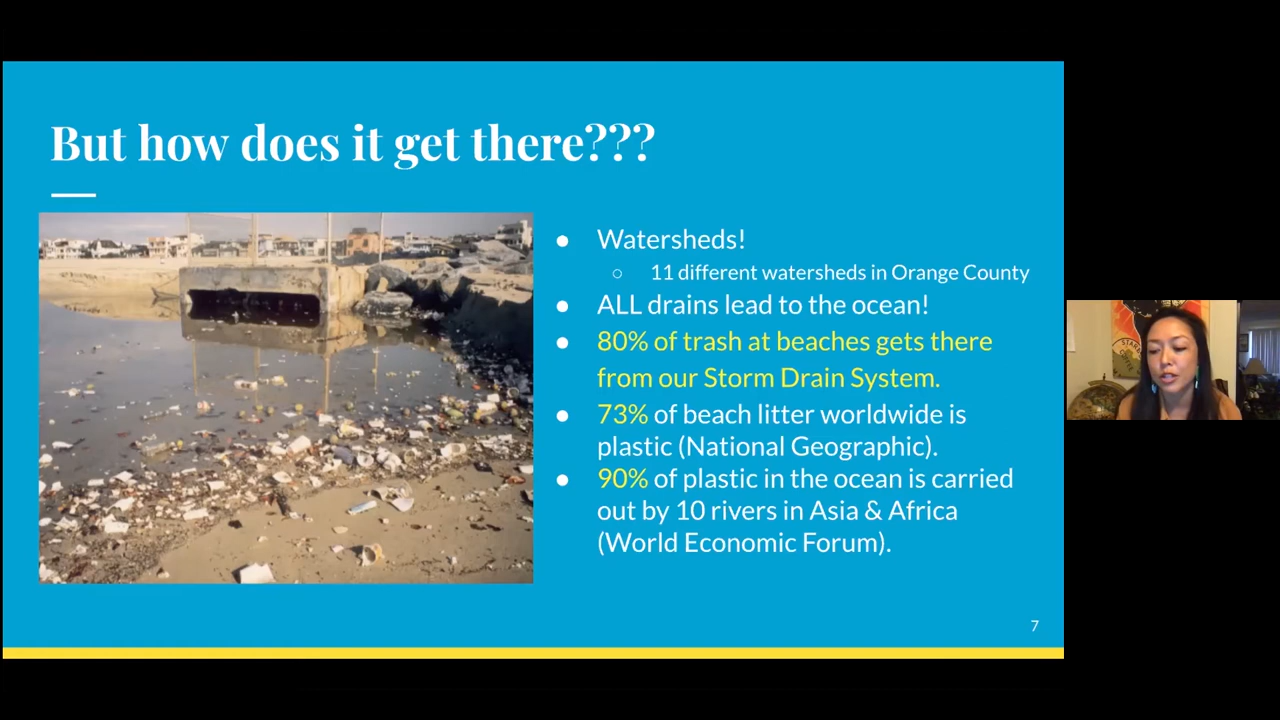 But how does it get there???
● Watersheds!
○ 11 different watersheds in Orange County
● ALL drains lead to the ocean!
● 80% of trash at beaches gets there
from our Storm Drain System.
● 73% of beach litter worldwide is
plastic (National Geographic).
● 90% of plastic in the ocean is carried
out by 10 rivers in Asia & Africa
(World Economic Forum).
7